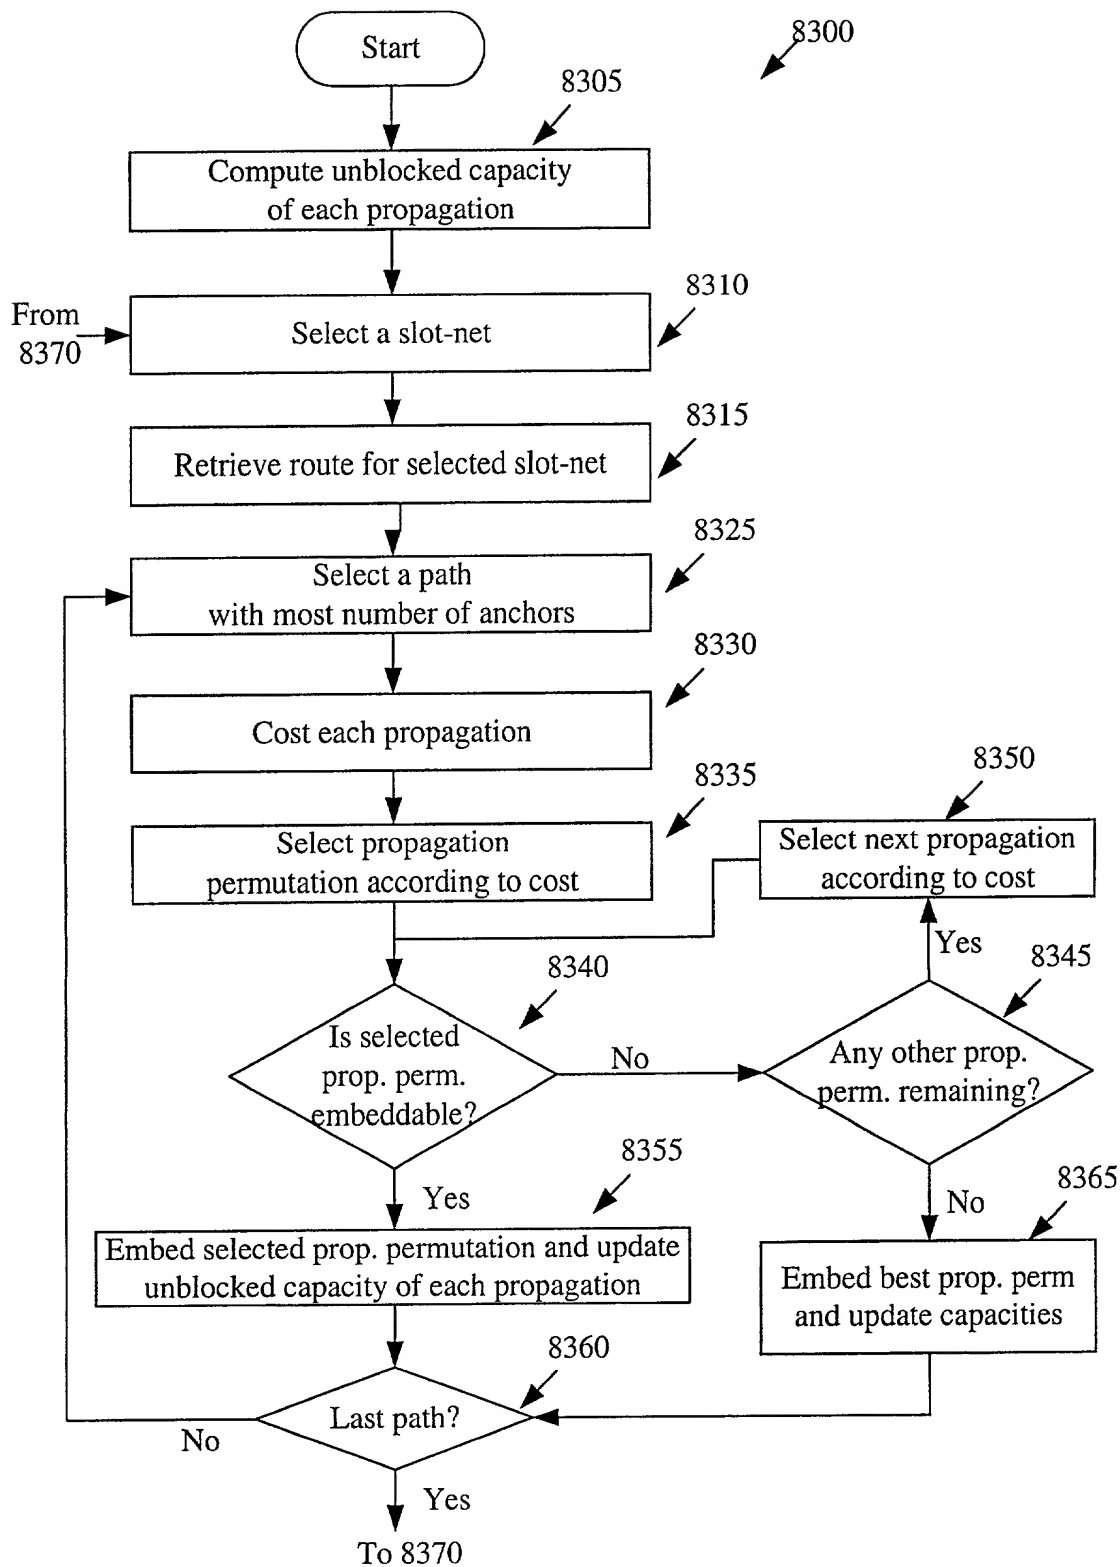 Start
8300
8305
Compute unblocked capacity
of each propagation
8310
From
8370
Select a slot-net
8315
Retrieve route for selected slot-net
8325
Select a path
with most number of anchors
8330
Cost each propagation
8335
Select propagation
permutation according to cost
8350
Select next propagation
according to cost
Yes
8340
Is selected
prop. perm.
embeddable?
No
8345
Any other prop.
perm. remaining?
Yes
8355
Embed selected prop. permutation and update
unblocked capacity of each propagation
No
8365
Embed best prop. perm
and update capacities
8360
Last path?
No
Yes
To 8370